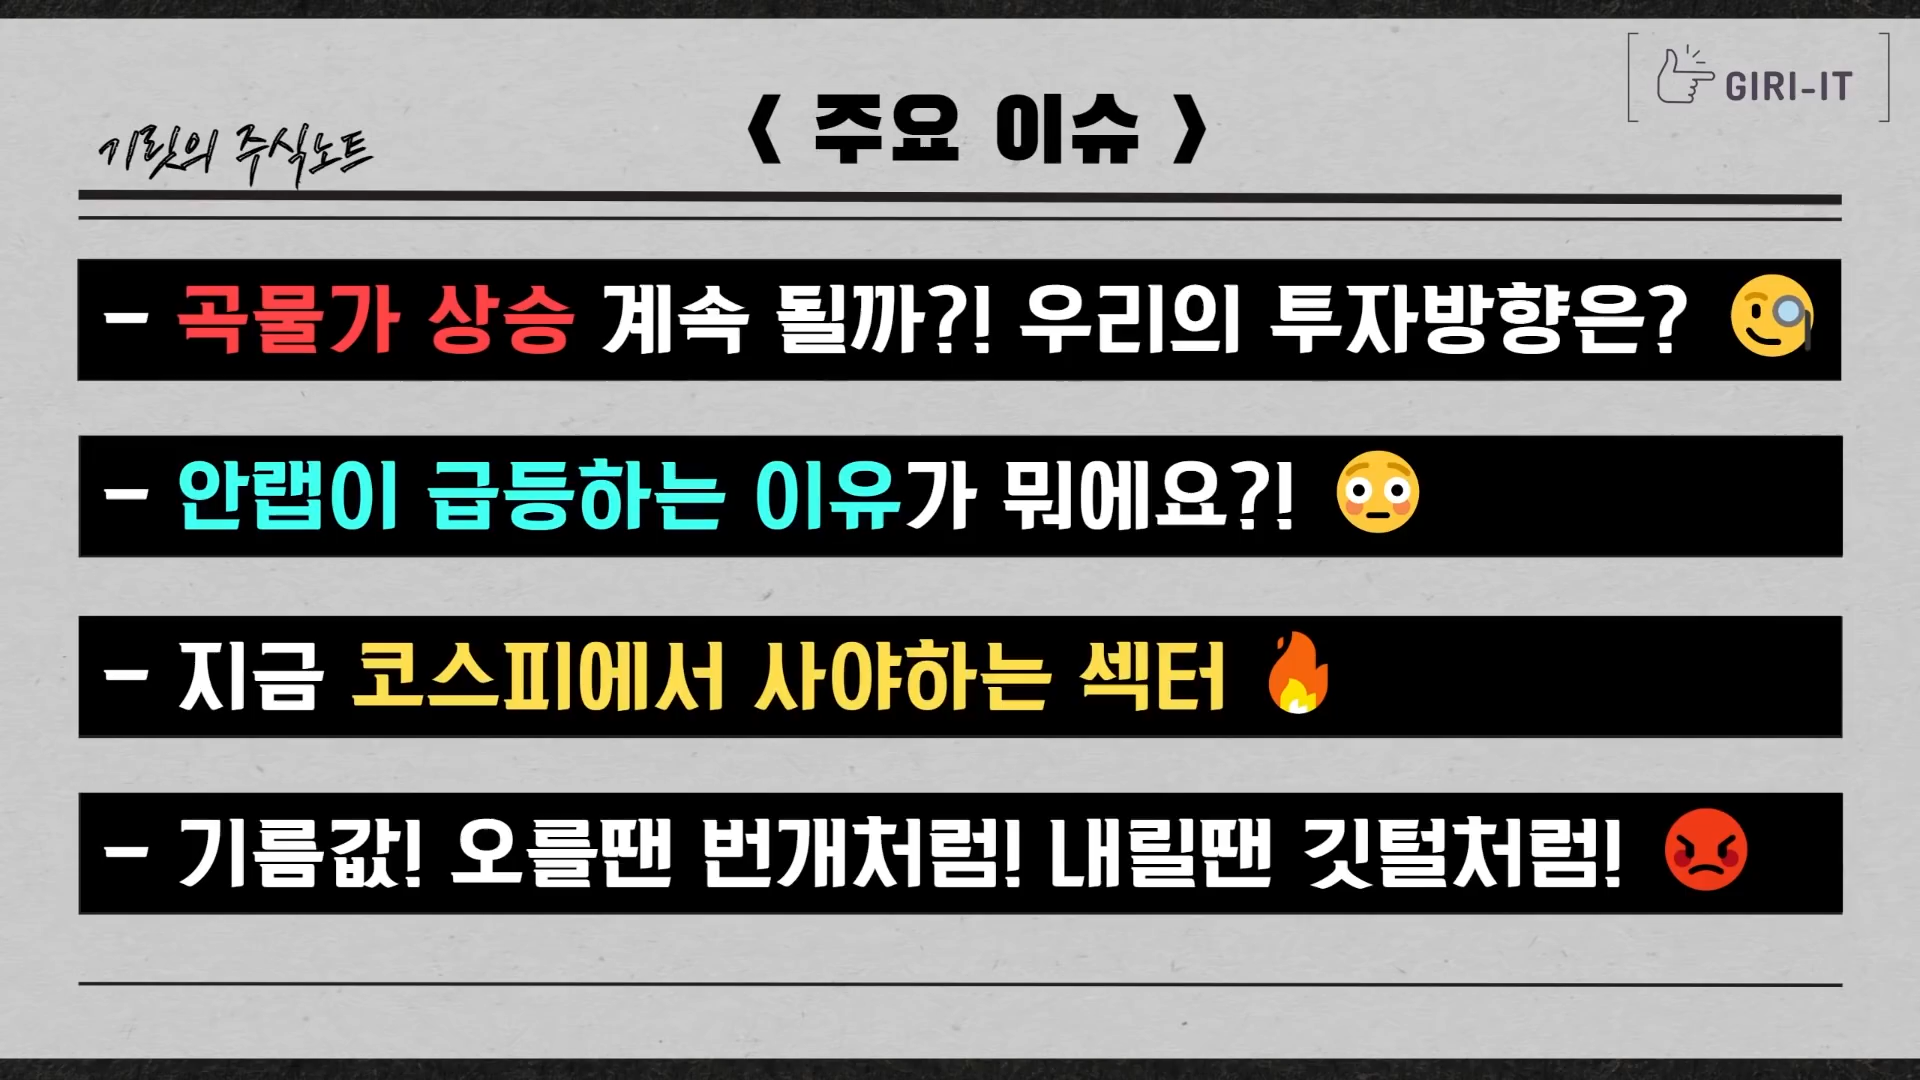 GIRI-IT
기릿의 주식노트
< 주요 이슈 >
- 곡물가 상승 계속 될까?! 우리의 투자방향은? 🧐
- 안랩이 급등하는 이유가 뭐에요?! 😳
- 지금 코스피에서 사야하는 섹터 🔥
- 기름값! 오를땐 번개처럼! 내릴땐 깃털처럼! 😡